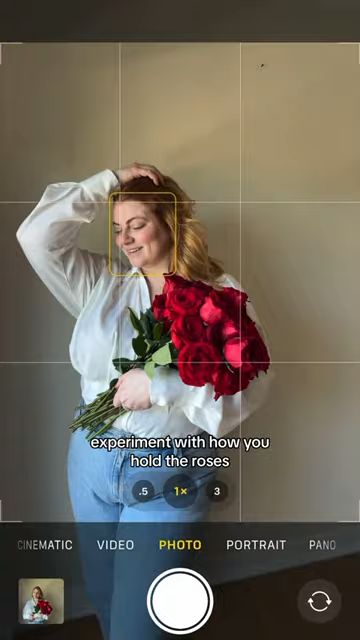 experiment with how you
hold the roses
.5 1× 3
CINEMATIC VIDEO PHOTO PORTRAIT PANO